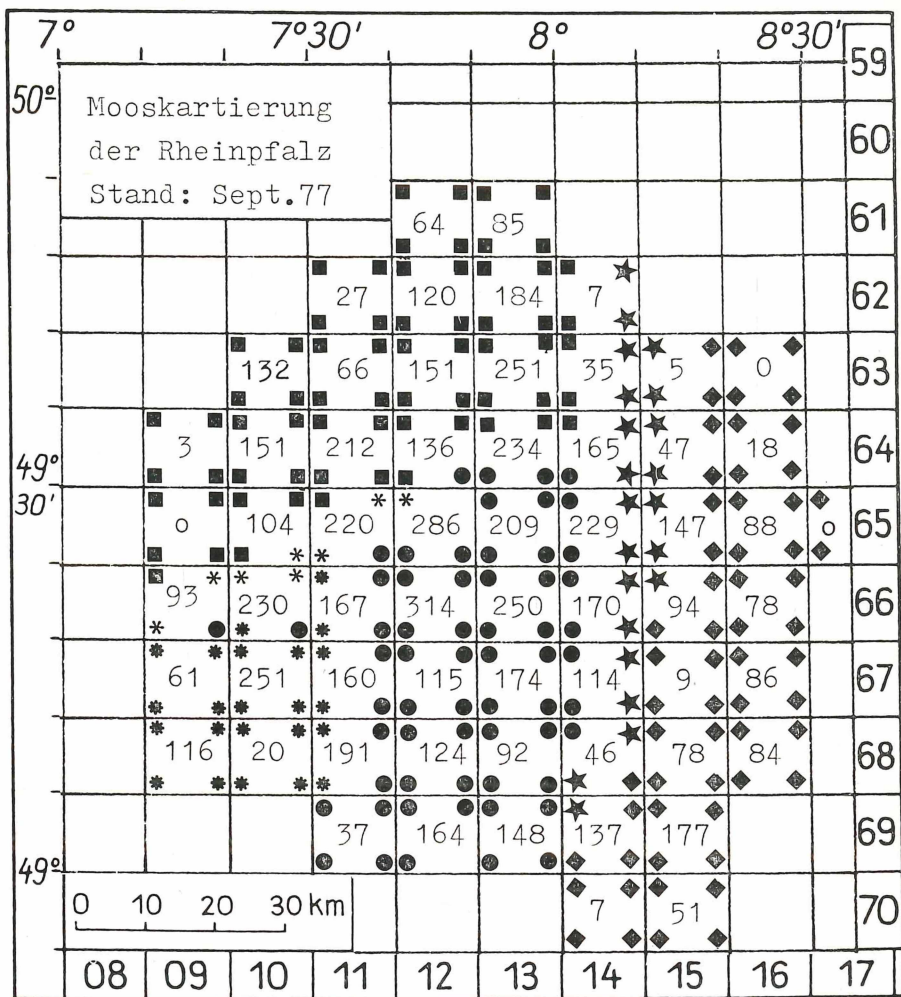 7° 7°30' 8° 8°30'
59
50°
Mooskartierung
der Rheinpfalz
Stand: Sept.77
60
64 85 61
27 120 184 7 62
132 66 151 251 35 5 0 63
3 151 212 136 234 165 47 18 64
49°
30'
0 104 220 286 209 229 147 88 0 65
93 230 167 314 250 170 94 78 66
61 251 160 115 174 114 9 86 67
116 20 191 124 92 46 78 84 68
37 164 148 137 177 69
49°
0 10 20 30 km
7 51 70
08 09 10 11 12 13 14 15 16 17